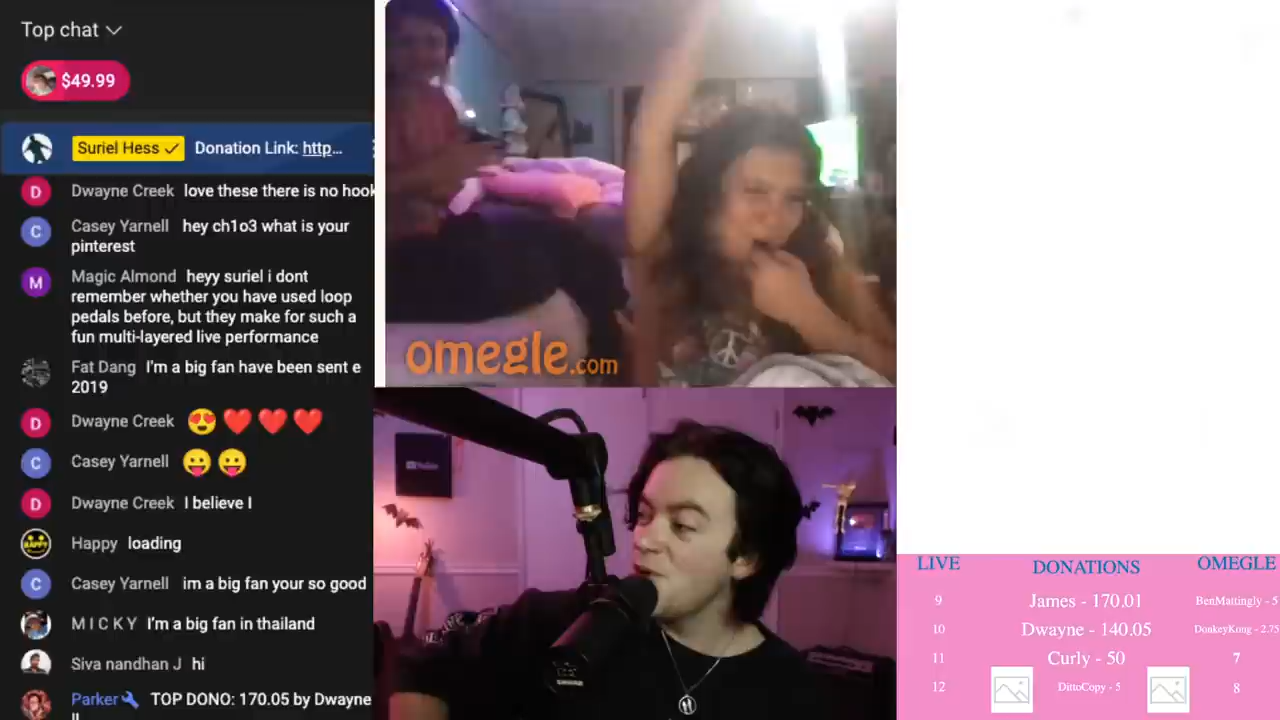 Top chat
$49.99
Suriel Hess Donation Link: http...
Dwayne Creek love these there is no hook
Casey Yarnell hey ch1o3 what is your
pinterest
Magic Almond heyy suriel i dont
remember whether you have used loop
pedals before, but they make for such a
fun multi-layered live performance
Fat Dang I'm a big fan have been sent e
2019
Dwayne Creek 😍❤️❤️❤️
Casey Yarnell 😛😛
Dwayne Creek I believe I
Happy loading
Casey Yarnell im a big fan your so good
M I C K Y I'm a big fan in thailand
Siva nandhan J hi
Parker TOP DONO: 170.05 by Dwayne
omegle.com
LIVE DONATIONS OMEGLE
9 James - 170.01 BenMattingly - 5
10 Dwayne - 140.05 DonkeyKong - 2.75
11 Curly - 50 7
12 DittoCopy - 5 8